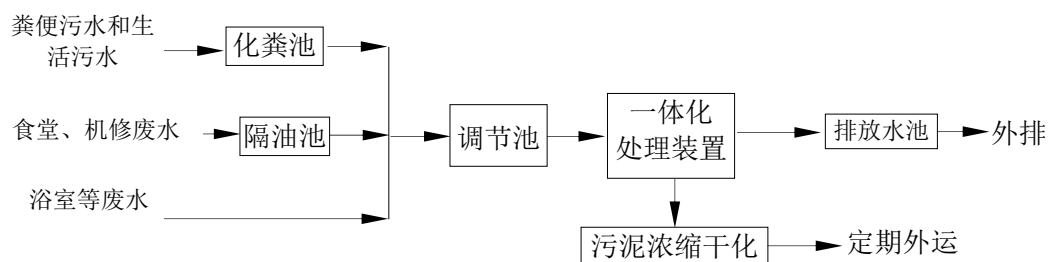 粪便污水和生
活污水
化粪池
食堂、机修废水
隔油池
浴室等废水
调节池
一体化
处理装置
排放水池
外排
污泥浓缩干化
定期外运